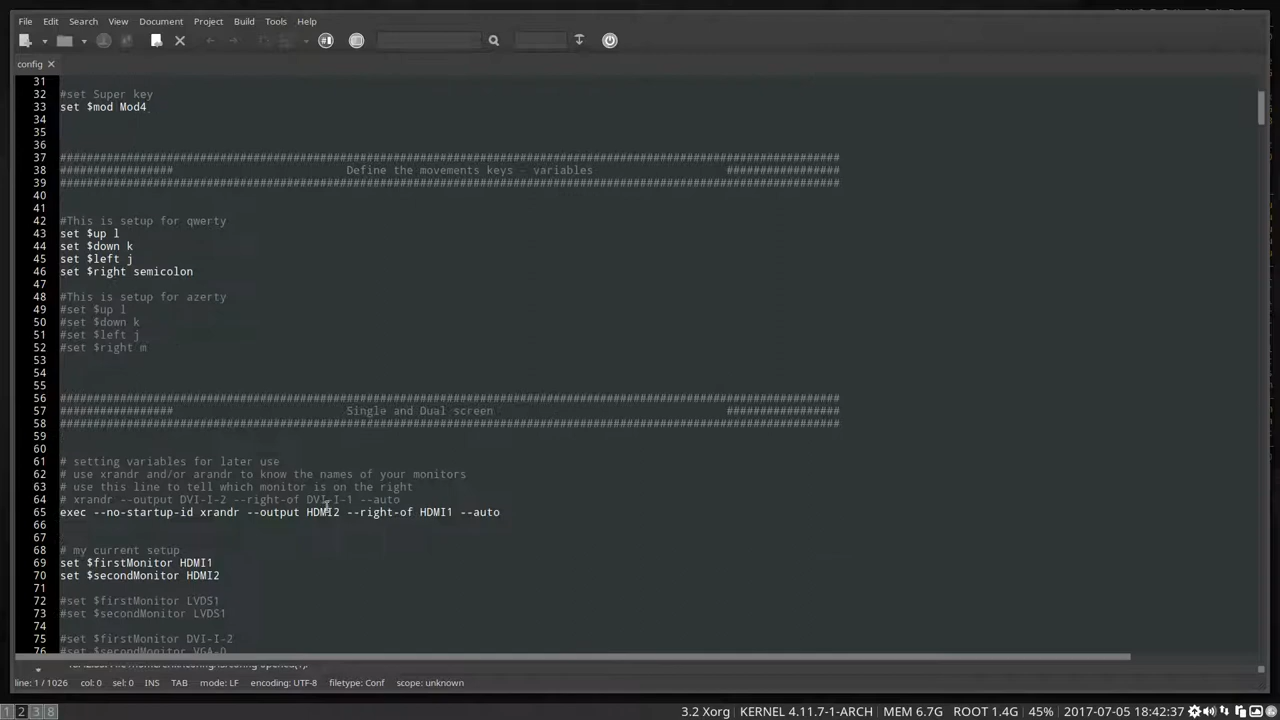 File Edit Search View Document Project Build Tools Help
config
31
32 #set Super key
33 set $mod Mod4
34
35
36
37 #####################################################################################################################
38 ################# Define the movements keys - variables #################
39 #####################################################################################################################
40
41
42 #This is setup for qwerty
43 set $up l
44 set $down k
45 set $left j
46 set $right semicolon
47
48 #This is setup for azerty
49 #set $up l
50 #set $down k
51 #set $left j
52 #set $right m
53
54
55
56 #####################################################################################################################
57 ################# Single and Dual screen #################
58 #####################################################################################################################
59
60
61 # setting variables for later use
62 # use xrandr and/or arandr to know the names of your monitors
63 # use this line to tell which monitor is on the right
64 # xrandr --output DVI-I-2 --right-of DVI-I-1 --auto
65 exec --no-startup-id xrandr --output HDMI2 --right-of HDMI1 --auto
66
67
68 # my current setup
69 set $firstMonitor HDMI1
70 set $secondMonitor HDMI2
71
72 #set $firstMonitor LVDS1
73 #set $secondMonitor LVDS1
74
75 #set $firstMonitor DVI-I-2
76 #set $secondMonitor VGA-0
line: 1 / 1026 col: 0 sel: 0 INS TAB mode: LF encoding: UTF-8 filetype: Conf scope: unknown
1 2 3 8 3.2 Xorg KERNEL 4.11.7-1-ARCH MEM 6.7G ROOT 1.4G 45% 2017-07-05 18:42:37